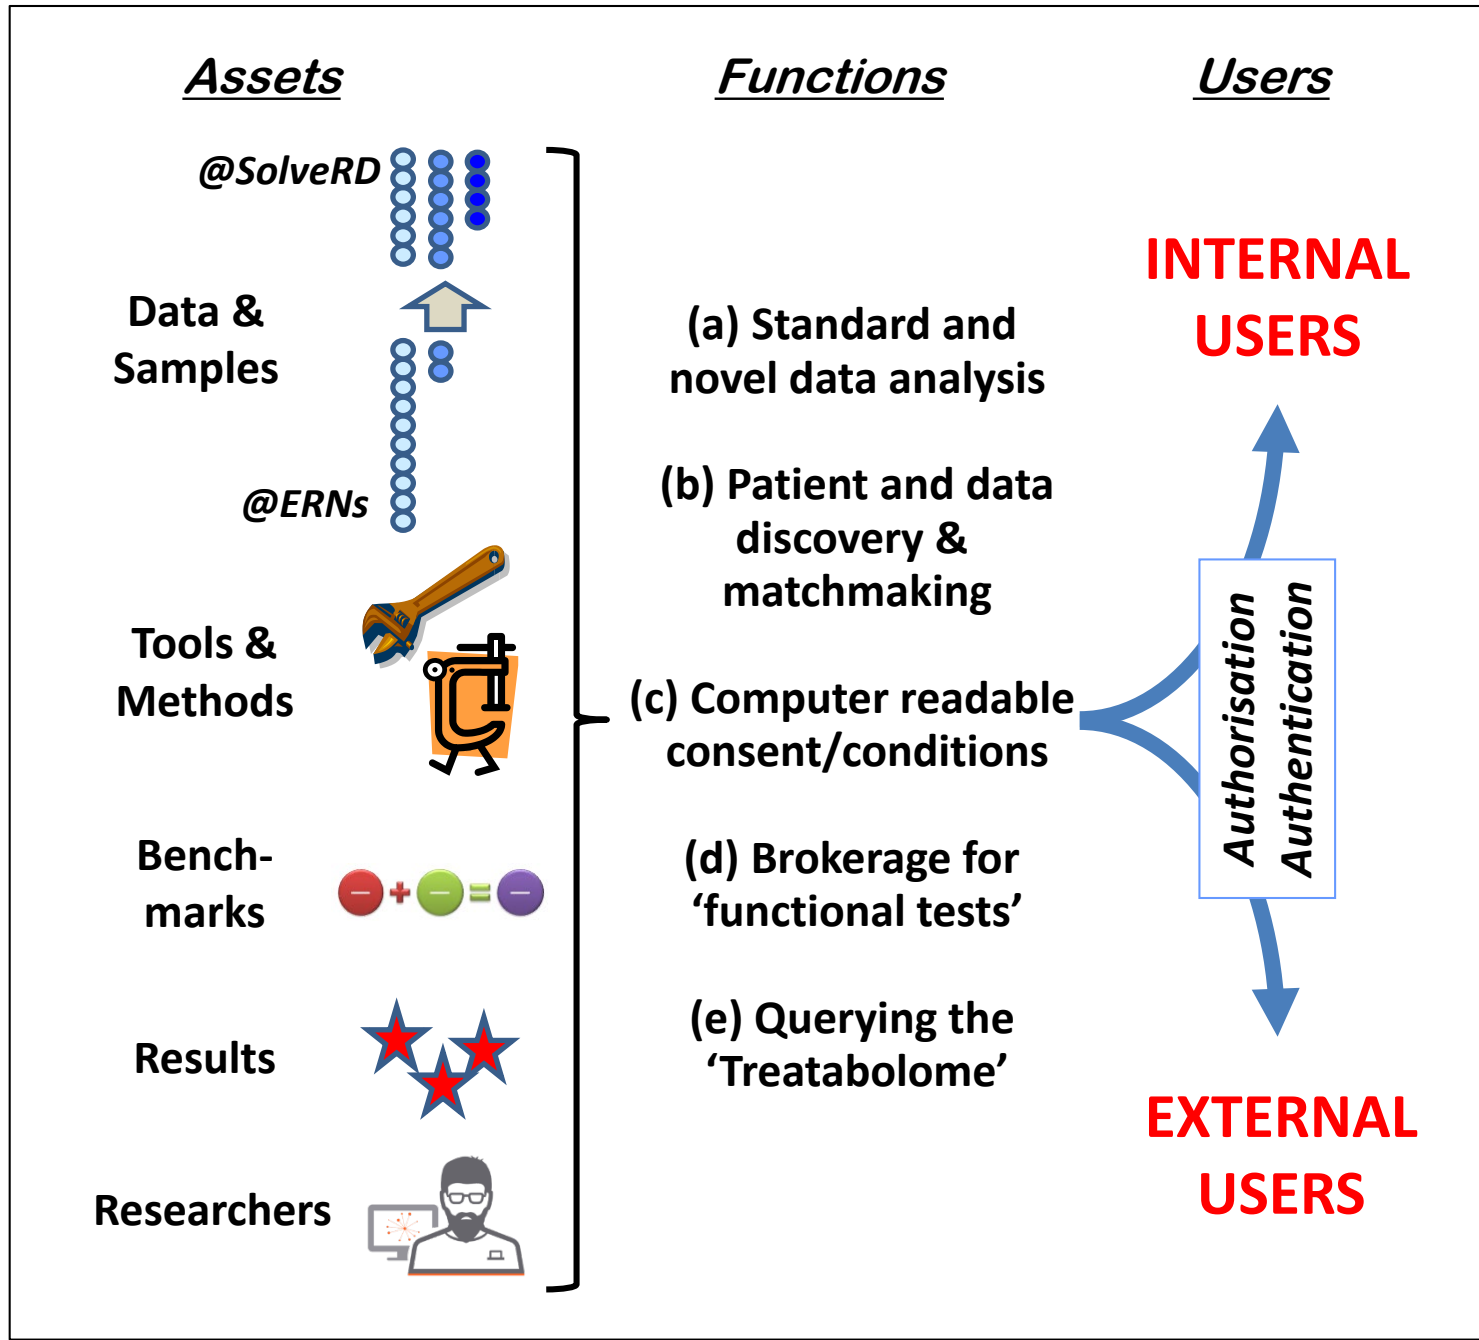 Assets
Functions
Users
@SolveRD
Data &
Samples
@ERNs
Tools &
Methods
Bench-
marks
Results
Researchers
(a) Standard and
novel data analysis
(b) Patient and data
discovery &
matchmaking
(c) Computer readable
consent/conditions
(d) Brokerage for
‘functional tests’
(e) Querying the
‘Treatabolome’
INTERNAL
USERS
Authorisation
Authentication
EXTERNAL
USERS